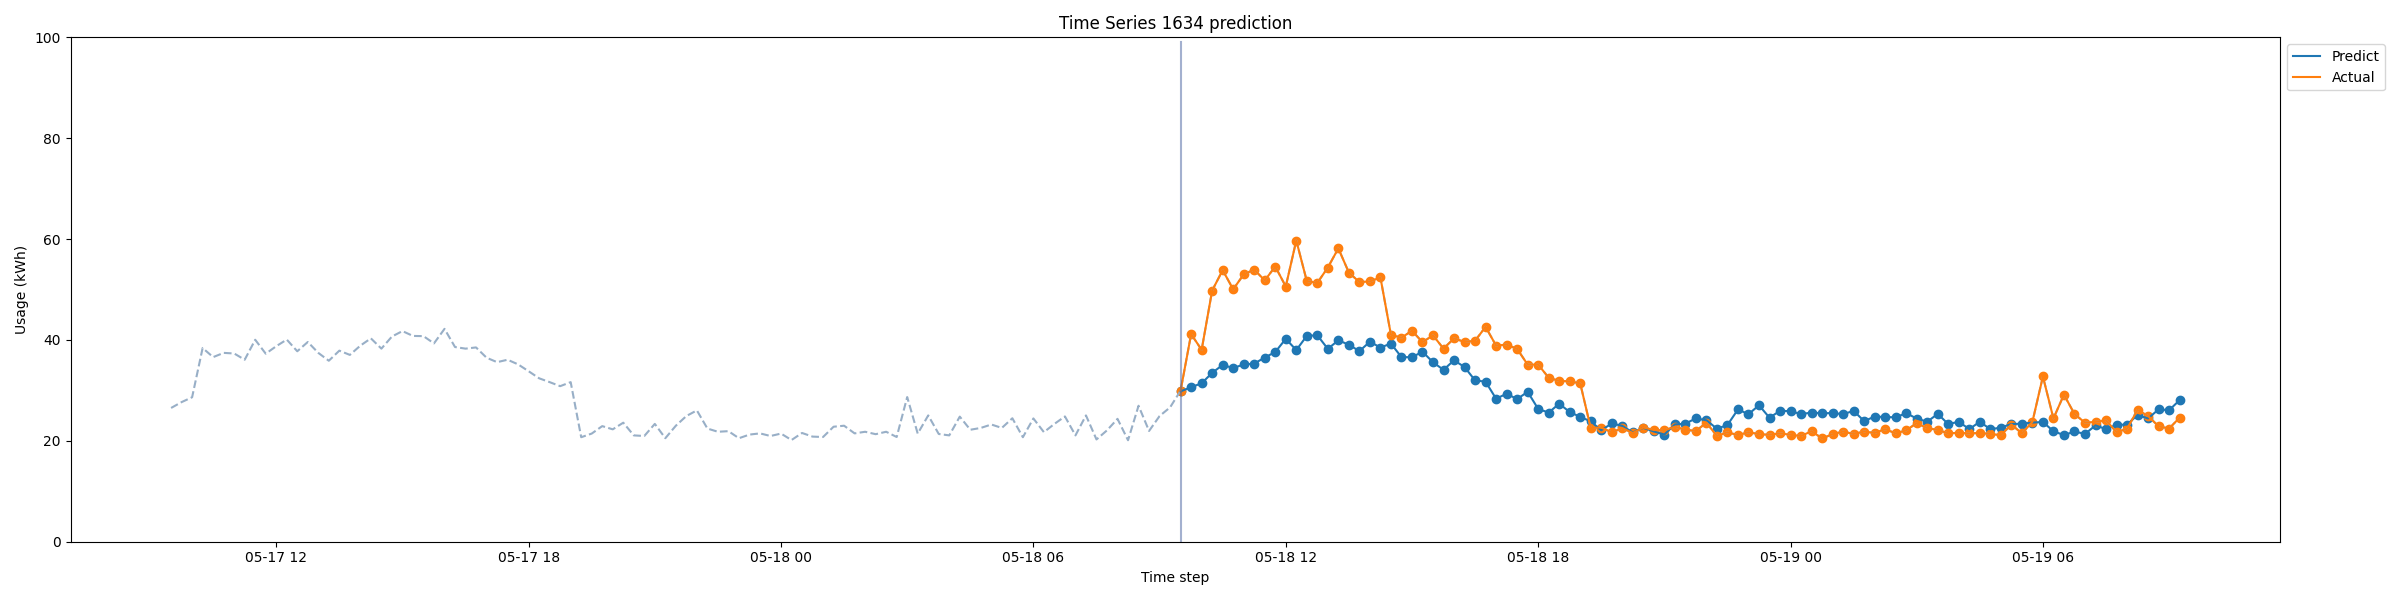 Time Series 1634 prediction
100
80
60
40
20
0
Usage (kWh)
Predict
Actual
05-17 12
05-17 18
05-18 00
05-18 06
05-18 12
05-18 18
05-19 00
05-19 06
Time step